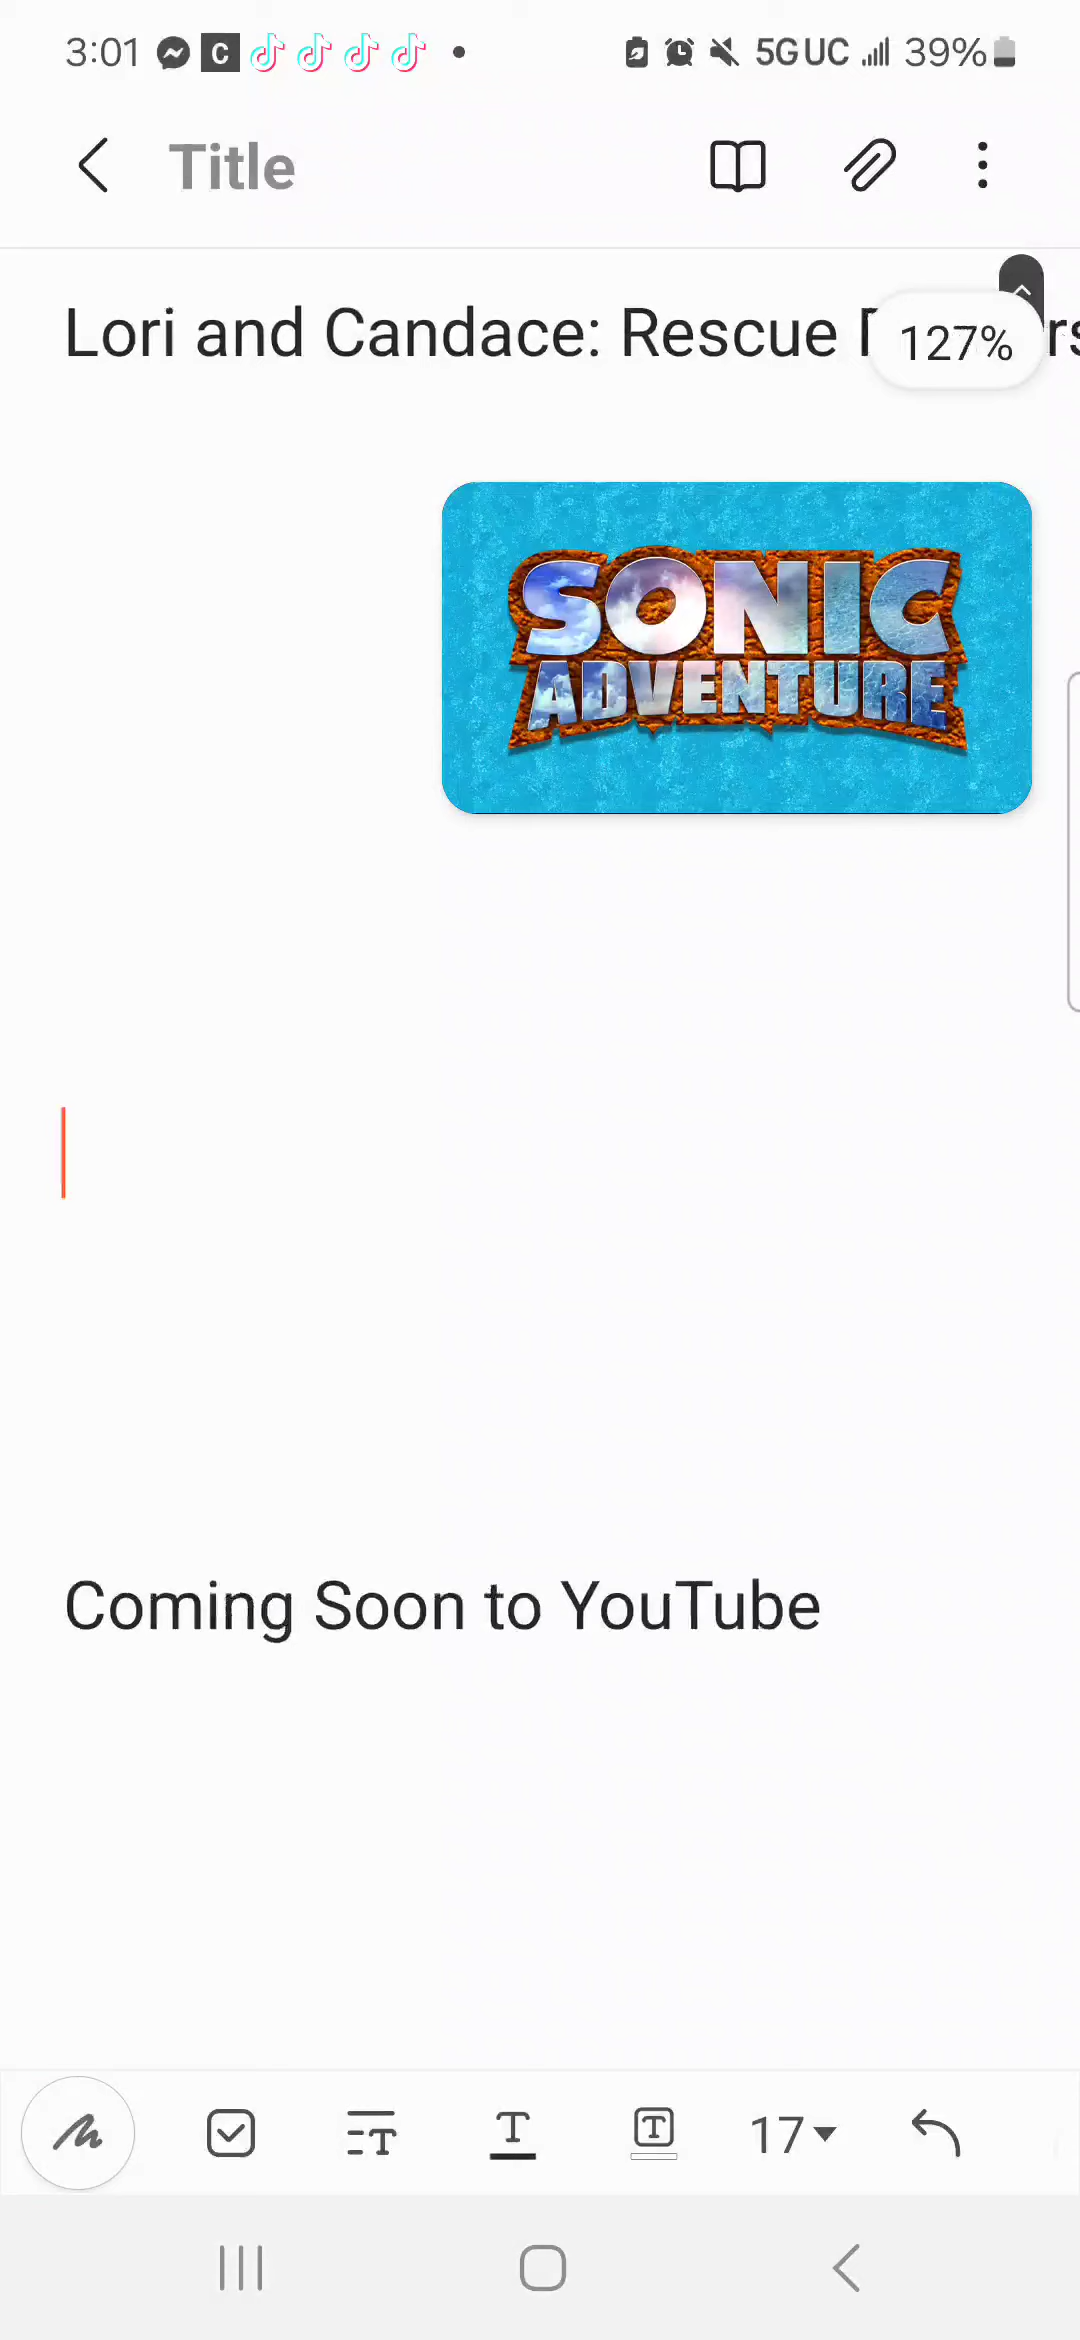 3:01 C 5G UC 39%
Title
Lori and Candace: Rescue
127%
SONIC
ADVENTURE
Coming Soon to YouTube
17